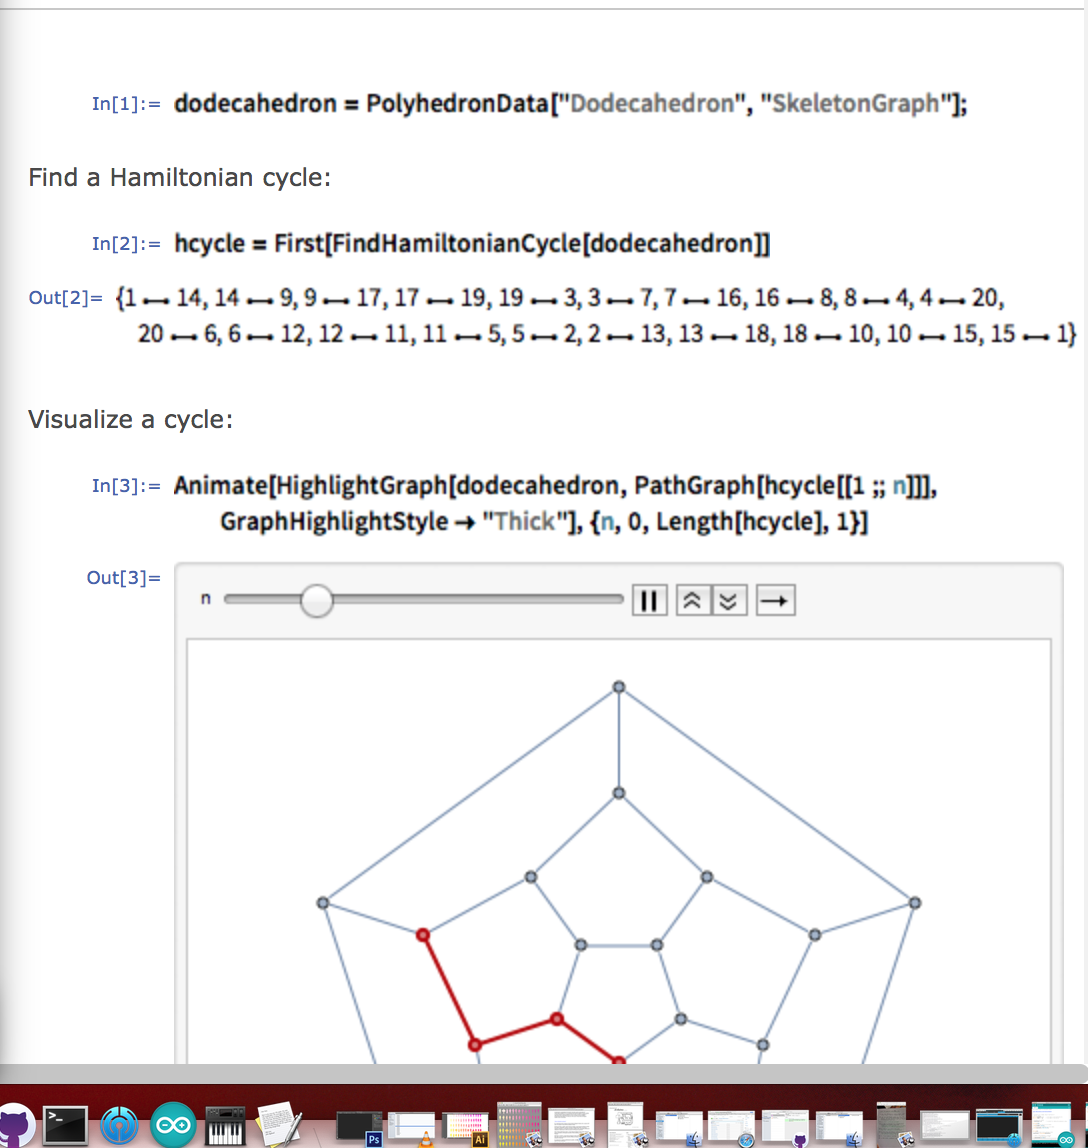 In[1]:= dodecahedron = PolyhedronData["Dodecahedron", "SkeletonGraph"];
Find a Hamiltonian cycle:
In[2]:= hcycle = First[FindHamiltonianCycle[dodecahedron]]
Out[2]= {1 ⟷ 14, 14 ⟷ 9, 9 ⟷ 17, 17 ⟷ 19, 19 ⟷ 3, 3 ⟷ 7, 7 ⟷ 16, 16 ⟷ 8, 8 ⟷ 4, 4 ⟷ 20,
20 ⟷ 6, 6 ⟷ 12, 12 ⟷ 11, 11 ⟷ 5, 5 ⟷ 2, 2 ⟷ 13, 13 ⟷ 18, 18 ⟷ 10, 10 ⟷ 15, 15 ⟷ 1}
Visualize a cycle:
In[3]:= Animate[HighlightGraph[dodecahedron, PathGraph[hcycle[[1 ;; n]]],
GraphHighlightStyle → "Thick"], {n, 0, Length[hcycle], 1}]
Out[3]=
n
>_
Ps
Ai